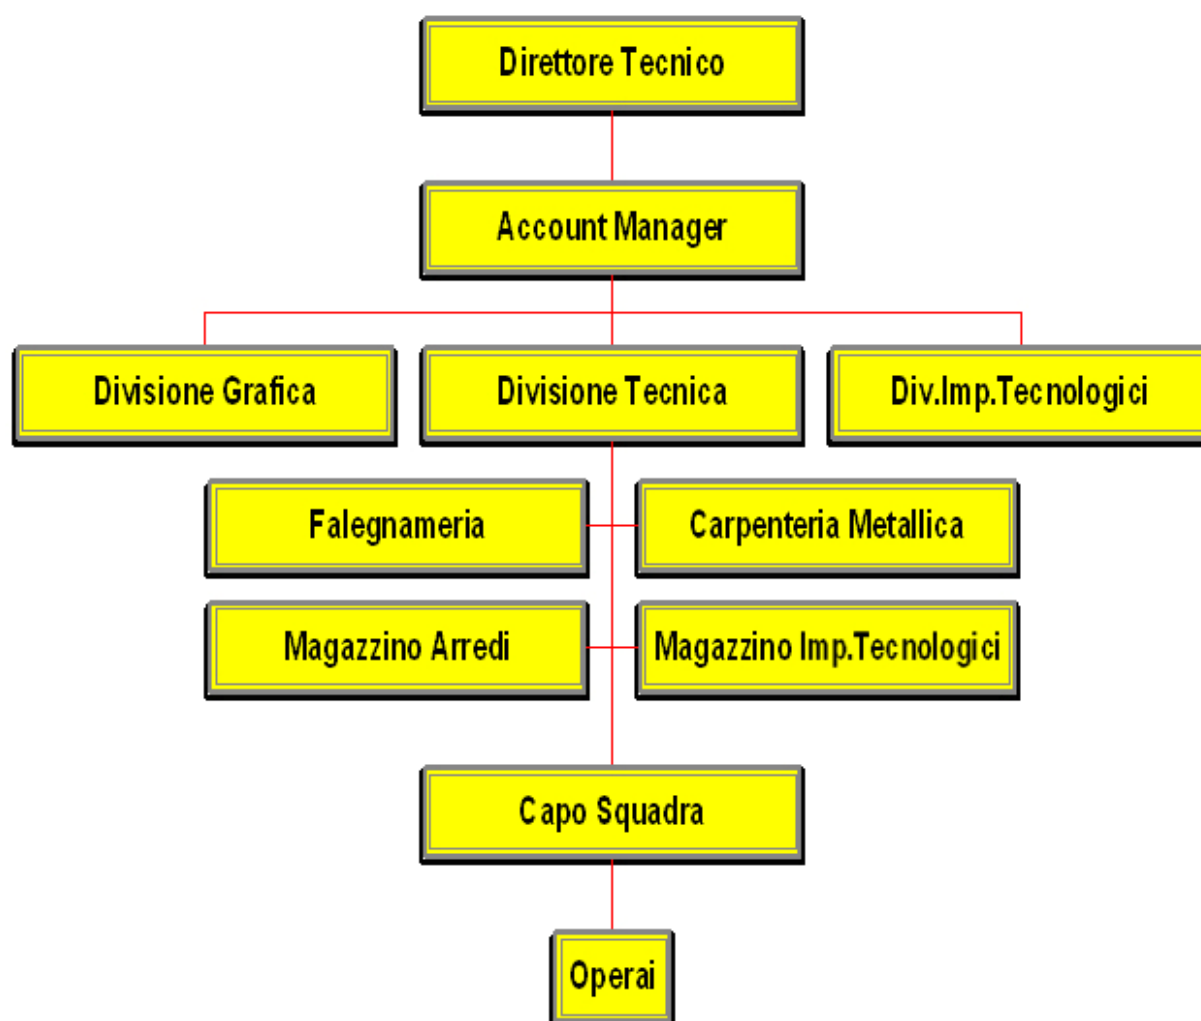 Direttore Tecnico
Account Manager
Divisione Grafica
Divisione Tecnica
Div.Imp.Tecnologici
Falegnameria
Carpenteria Metallica
Magazzino Arredi
Magazzino Imp.Tecnologici
Capo Squadra
Operai